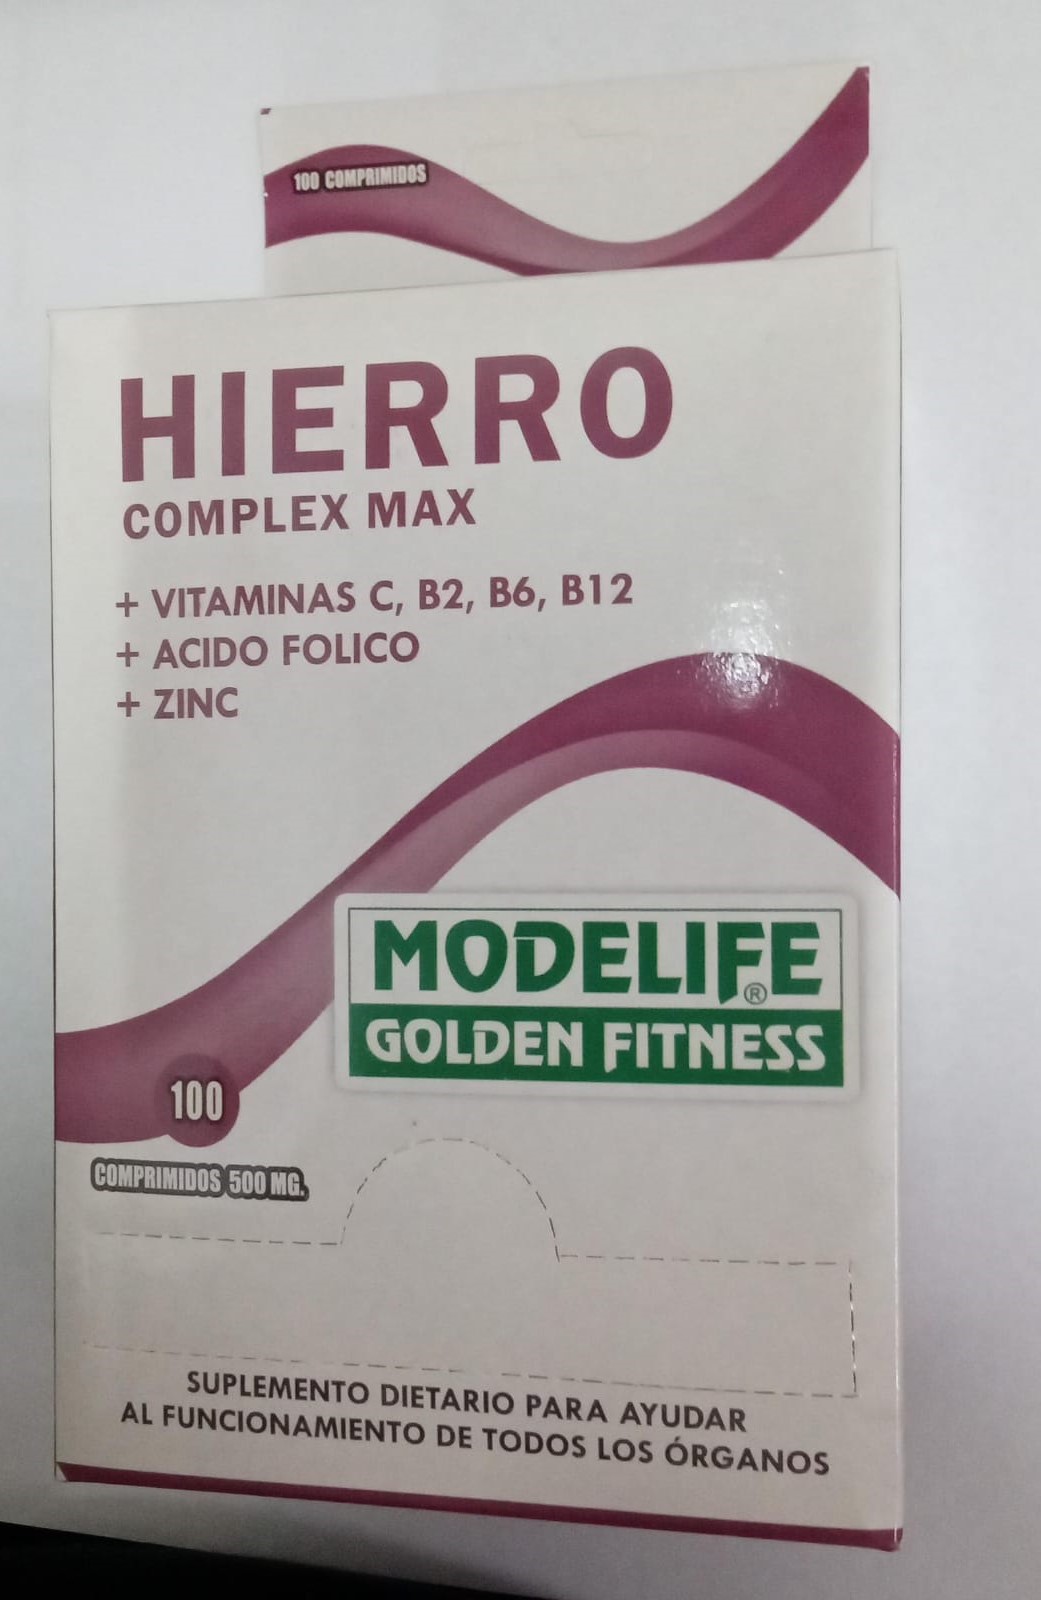 100 COMPRIMIDOS
HIERRO
COMPLEX MAX
+ VITAMINAS C, B2, B6, B12
+ ACIDO FOLICO
+ ZINC
MODELIFE®
GOLDEN FITNESS
100
COMPRIMIDOS 500 MG.
SUPLEMENTO DIETARIO PARA AYUDAR
AL FUNCIONAMIENTO DE TODOS LOS ÓRGANOS